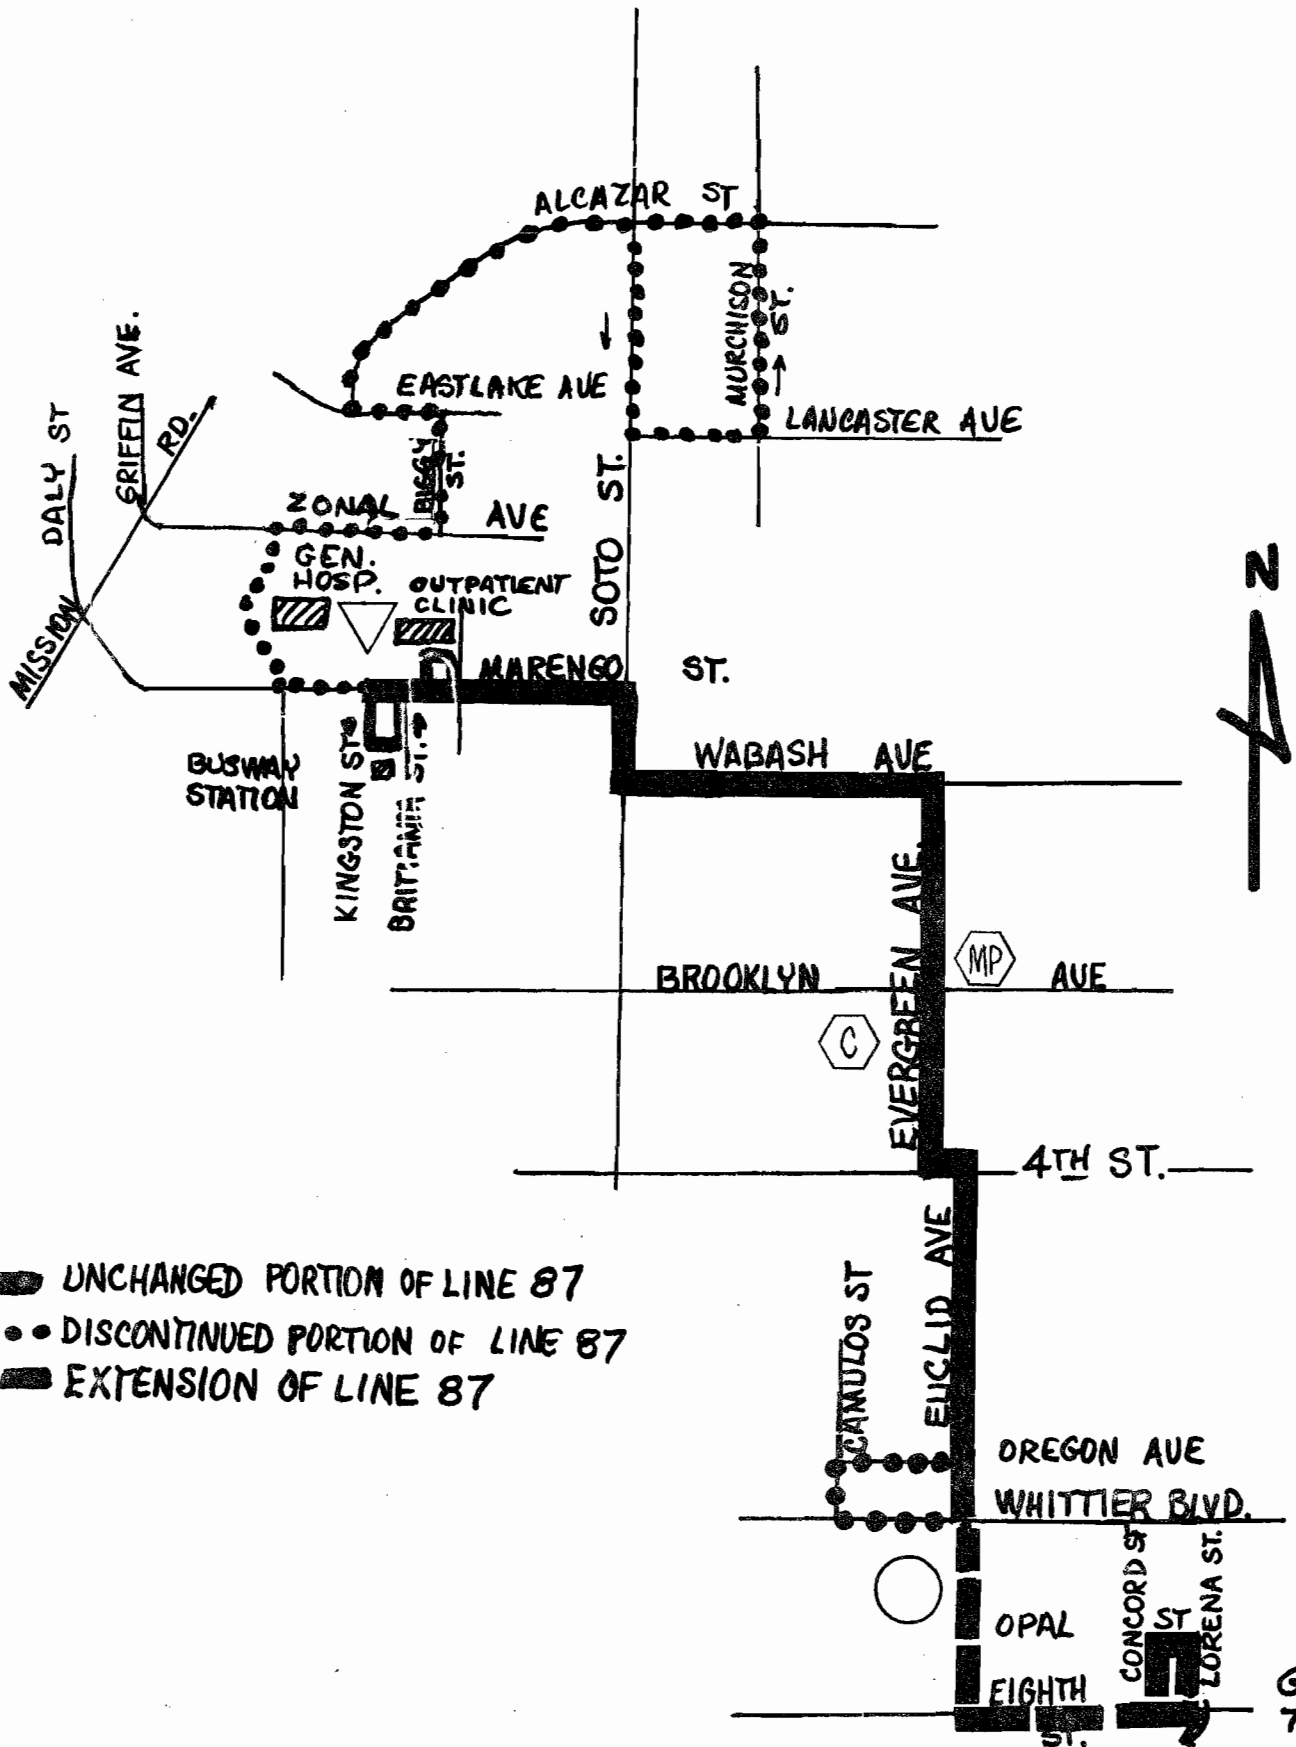 ALCAZAR ST
MURCHISON ST.
GRIFFIN AVE.
EASTLAKE AVE
DALY ST
RD.
LANCASTER AVE
BIGGY ST.
SOTO ST.
ZONAL AVE
N
GEN.
HOSP.
OUTPATIENT
CLINIC
MISSION
MARENGO ST.
WABASH AVE
BUSWAY
STATION
KINGSTON ST
ST.
EVERGREEN AVE.
MP
BROOKLYN AVE
C
4TH ST.
EUCLID AVE
UNCHANGED PORTION OF LINE 87
CAMULOS ST
DISCONTINUED PORTION OF LINE 87
EXTENSION OF LINE 87
OREGON AVE
WHITTIER BLVD.
CONCORD ST
LORENA ST.
OPAL ST
EIGHTH
ST.